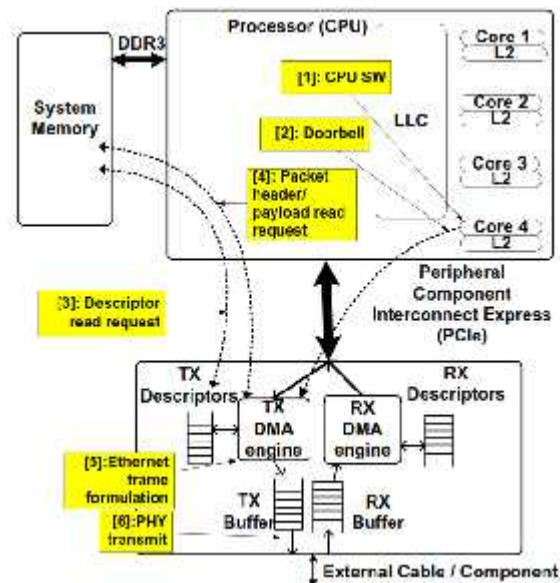 Processor (CPU)
DDR3
System
Memory
[1]: CPU SW
[2]: Doorbell
LLC
Core 1
L2
Core 2
L2
Core 3
L2
Core 4
L2
[4]: Packet
header/
payload read
request
[3]: Descriptor
read request
Peripheral
Component
Interconnect Express
(PCIe)
TX
Descriptors
RX
Descriptors
TX
DMA
engine
RX
DMA
engine
[5]:Ethernet
frame
formulation
[6]:PHY
transmit
TX
Buffer
RX
Buffer
External Cable / Component